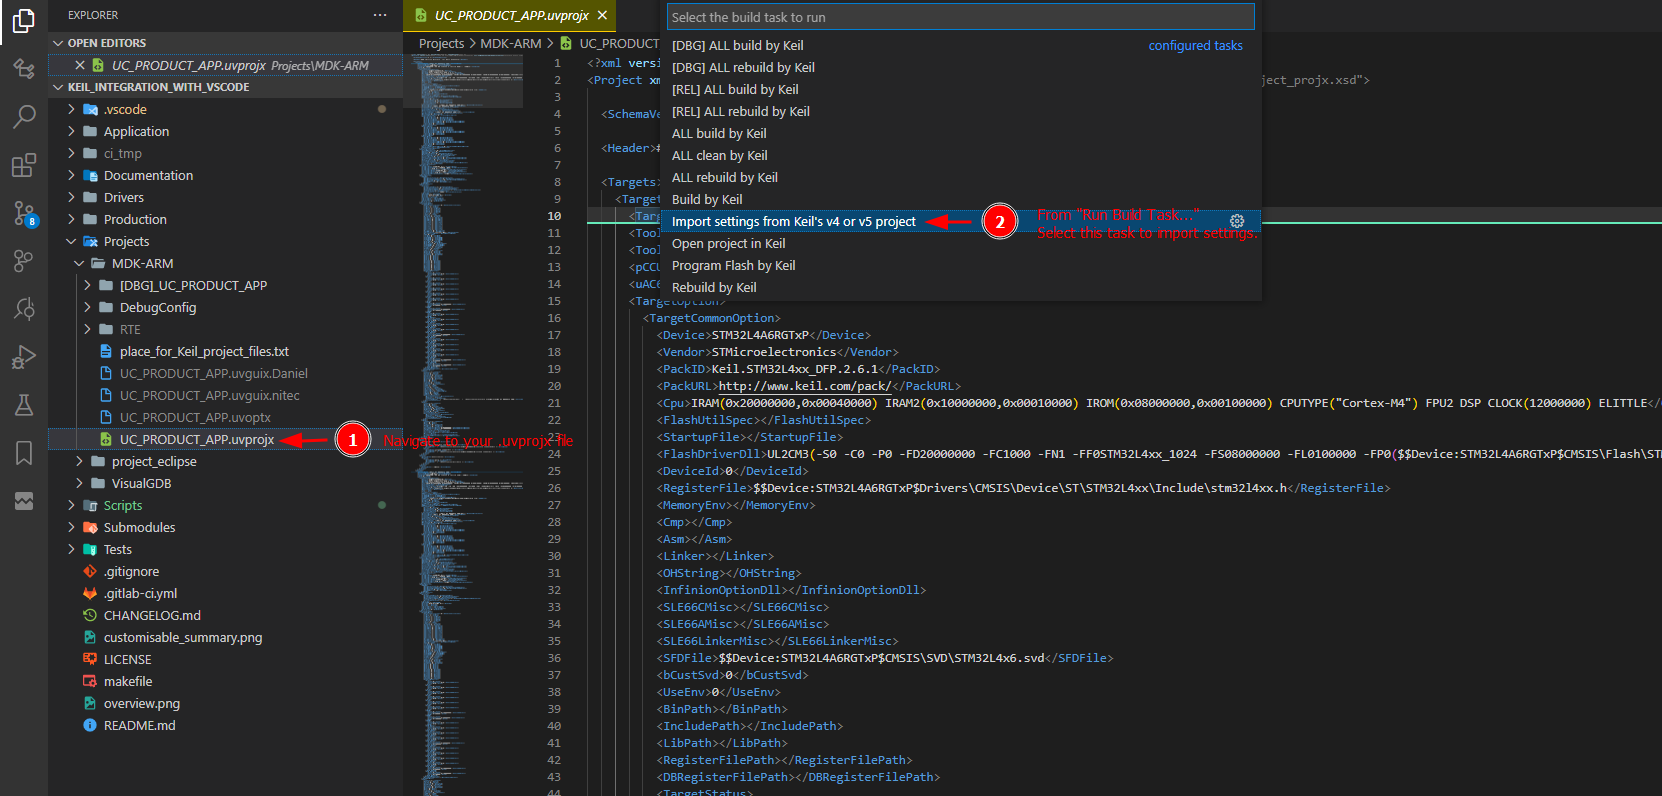 EXPLORER
OPEN EDITORS
UC_PRODUCT_APP.uvprojx Projects\MDK-ARM
KEIL_INTEGRATION_WITH_VSCODE
.vscode
Application
ci_tmp
Documentation
Drivers
Production
Projects
MDK-ARM
[DBG]_UC_PRODUCT_APP
DebugConfig
RTE
place_for_Keil_project_files.txt
UC_PRODUCT_APP.uvguix.Daniel
UC_PRODUCT_APP.uvguix.nitec
UC_PRODUCT_APP.uvoptx
UC_PRODUCT_APP.uvprojx
1 Navigate to your .uvprojx file
project_eclipse
VisualGDB
Scripts
Submodules
Tests
.gitignore
.gitlab-ci.yml
CHANGELOG.md
customisable_summary.png
LICENSE
makefile
overview.png
README.md
8
UC_PRODUCT_APP.uvprojx
Projects > MDK-ARM > UC_PRODUCT
Select the build task to run
[DBG] ALL build by Keil configured tasks
[DBG] ALL rebuild by Keil
[REL] ALL build by Keil
[REL] ALL rebuild by Keil
ALL build by Keil
ALL clean by Keil
ALL rebuild by Keil
Build by Keil
Import settings from Keil's v4 or v5 project
2 From "Run Build Task..."
Select this task to import settings.
Open project in Keil
Program Flash by Keil
Rebuild by Keil
1 <?xml versi
2 <Project xm ject_projx.xsd">
3
4 <SchemaVe
5
6 <Header>#
7
8 <Targets>
9 <Target
10 <Targ
11 <Tool
12 <Tool
13 <pCCU
14 <uAC6
15 <TargetOption>
16 <TargetCommonOption>
17 <Device>STM32L4A6RGTxP</Device>
18 <Vendor>STMicroelectronics</Vendor>
19 <PackID>Keil.STM32L4xx_DFP.2.6.1</PackID>
20 <PackURL>http://www.keil.com/pack/</PackURL>
21 <Cpu>IRAM(0x20000000,0x00040000) IRAM2(0x10000000,0x00010000) IROM(0x08000000,0x00100000) CPUTYPE("Cortex-M4") FPU2 DSP CLOCK(12000000) ELITTLE</
22 <FlashUtilSpec></FlashUtilSpec>
23 <StartupFile></StartupFile>
24 <FlashDriverDll>UL2CM3(-S0 -C0 -P0 -FD20000000 -FC1000 -FN1 -FF0STM32L4xx_1024 -FS08000000 -FL0100000 -FP0($$Device:STM32L4A6RGTxP$CMSIS\Flash\STM
25 <DeviceId>0</DeviceId>
26 <RegisterFile>$$Device:STM32L4A6RGTxP$Drivers\CMSIS\Device\ST\STM32L4xx\Include\stm32l4xx.h</RegisterFile>
27 <MemoryEnv></MemoryEnv>
28 <Cmp></Cmp>
29 <Asm></Asm>
30 <Linker></Linker>
31 <OHString></OHString>
32 <InfinionOptionDll></InfinionOptionDll>
33 <SLE66CMisc></SLE66CMisc>
34 <SLE66AMisc></SLE66AMisc>
35 <SLE66LinkerMisc></SLE66LinkerMisc>
36 <SFDFile>$$Device:STM32L4A6RGTxP$CMSIS\SVD\STM32L4x6.svd</SFDFile>
37 <bCustSvd>0</bCustSvd>
38 <UseEnv>0</UseEnv>
39 <BinPath></BinPath>
40 <IncludePath></IncludePath>
41 <LibPath></LibPath>
42 <RegisterFilePath></RegisterFilePath>
43 <DBRegisterFilePath></DBRegisterFilePath>
44 <TargetStatus>